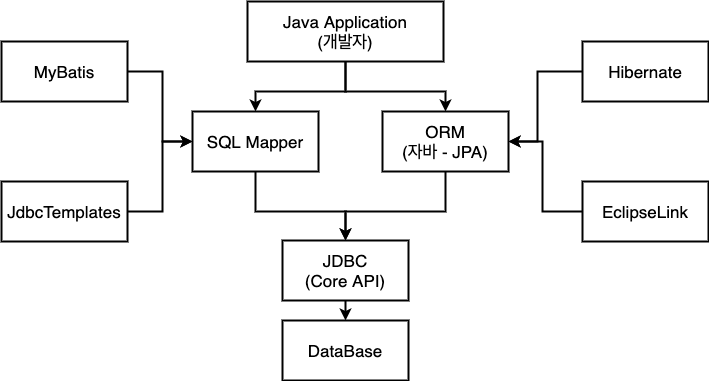 Java Application
(개발자)
MyBatis
Hibernate
SQL Mapper
ORM
(자바 - JPA)
JdbcTemplates
EclipseLink
JDBC
(Core API)
DataBase